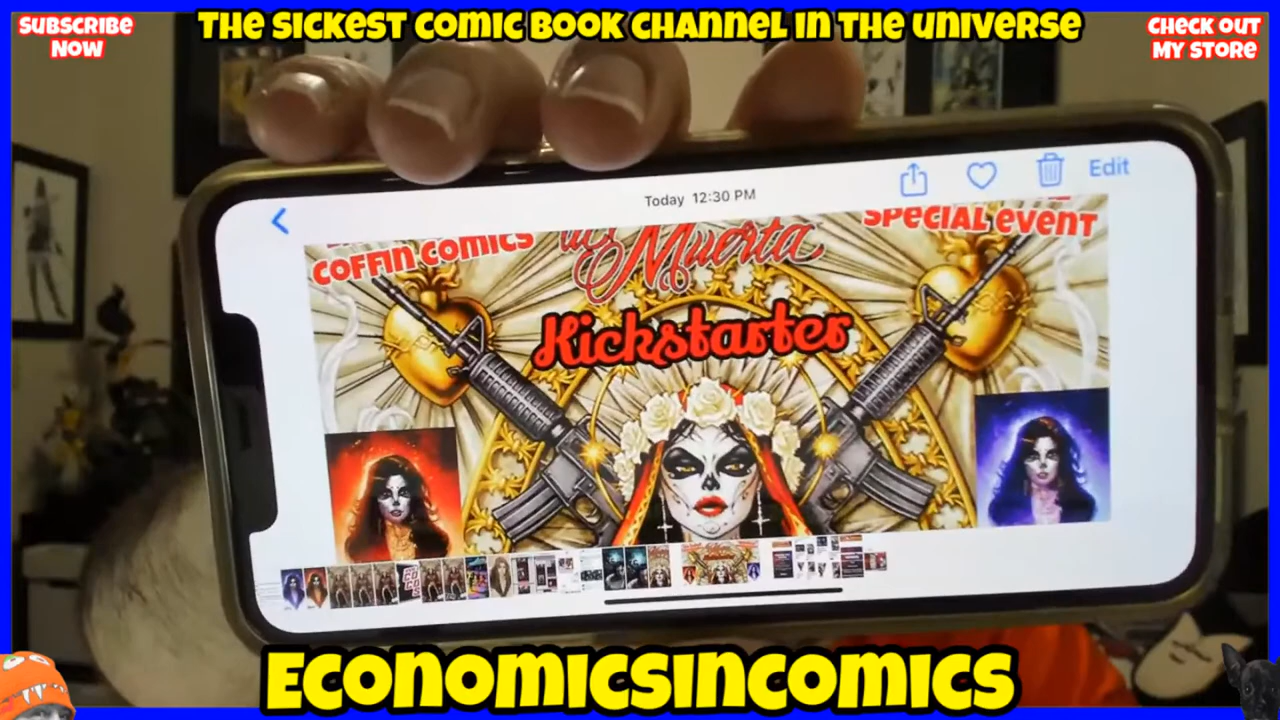 SUBSCRIBE
NOW
THE SICKEST COMIC BOOK CHANNEL IN THE UNIVERSE
CHECK OUT
MY STORE
Today 12:30 PM
Edit
COFFIN COMICS
la Muerta
SPECIAL EVENT
Kickstarter
ECONOMICSINCOMICS